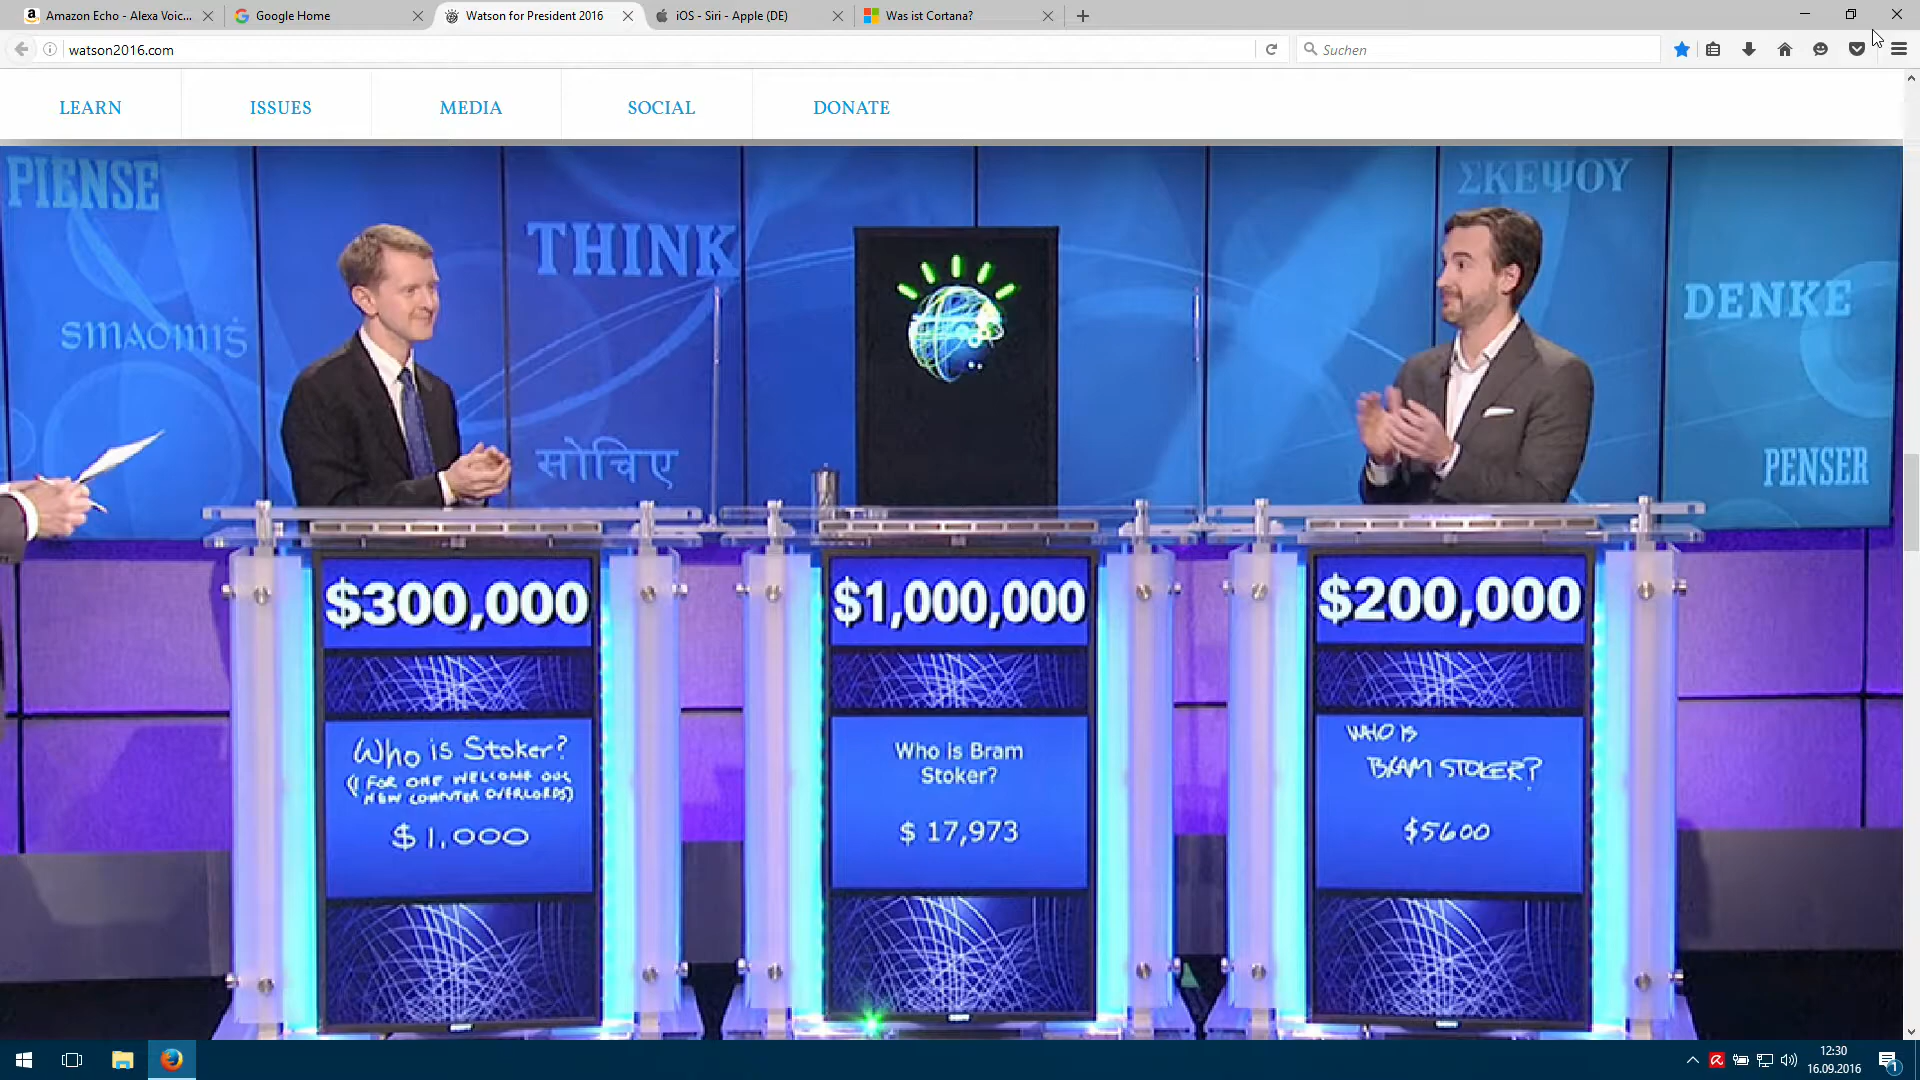 Amazon Echo - Alexa Voic...
Google Home
Watson for President 2016
iOS - Siri - Apple (DE)
Was ist Cortana?
watson2016.com
Suchen
LEARN
ISSUES
MEDIA
SOCIAL
DONATE
PIENSE
THINK
ΣΚΕΨΟΥ
SMAOINIṠ
DENKE
सोचिए
PENSER
$300,000
$1,000,000
$200,000
Who is Stoker?
(I FOR ONE WELCOME OUR
NEW COMPUTER OVERLORDS)
$1,000
Who is Bram
Stoker?
$ 17,973
WHO IS
BRAM STOKER?
$5600
12:30
16.09.2016
1